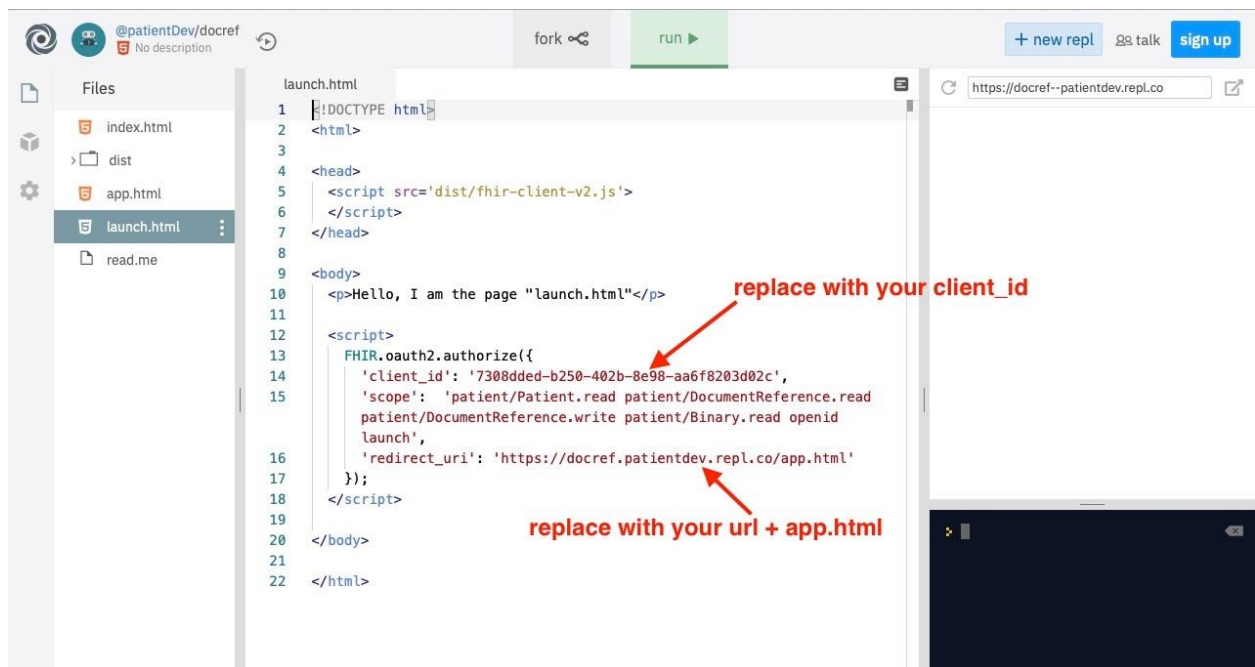 @patientDev/docref
No description
fork
run
+ new repl
talk
sign up
Files
index.html
dist
app.html
launch.html
read.me
launch.html
1 <!DOCTYPE html>
2 <html>
3
4 <head>
5 <script src='dist/fhir-client-v2.js'>
6 </script>
7 </head>
8
9 <body>
10 <p>Hello, I am the page "launch.html"</p>
11
12 <script>
13 FHIR.oauth2.authorize({
14 'client_id': '7308dded-b250-402b-8e98-aa6f8203d02c',
15 'scope':  'patient/Patient.read patient/DocumentReference.read
patient/DocumentReference.write patient/Binary.read openid
launch',
16 'redirect_uri': 'https://docref.patientdev.repl.co/app.html'
17 });
18 </script>
19
20 </body>
21
22 </html>
replace with your client_id
replace with your url + app.html
https://docref--patientdev.repl.co
>